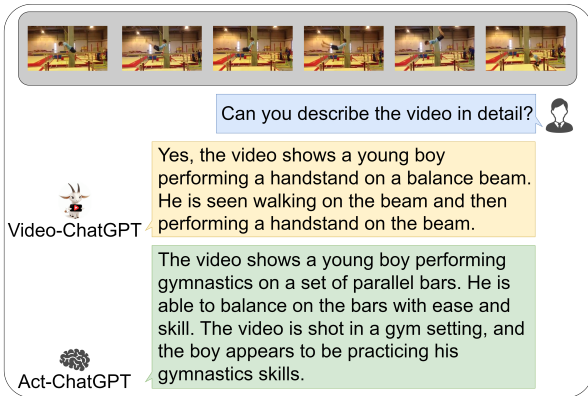 Can you describe the video in detail?
Yes, the video shows a young boy
performing a handstand on a balance beam.
He is seen walking on the beam and then
performing a handstand on the beam.
Video-ChatGPT
The video shows a young boy performing
gymnastics on a set of parallel bars. He is
able to balance on the bars with ease and
skill. The video is shot in a gym setting, and
the boy appears to be practicing his
gymnastics skills.
Act-ChatGPT